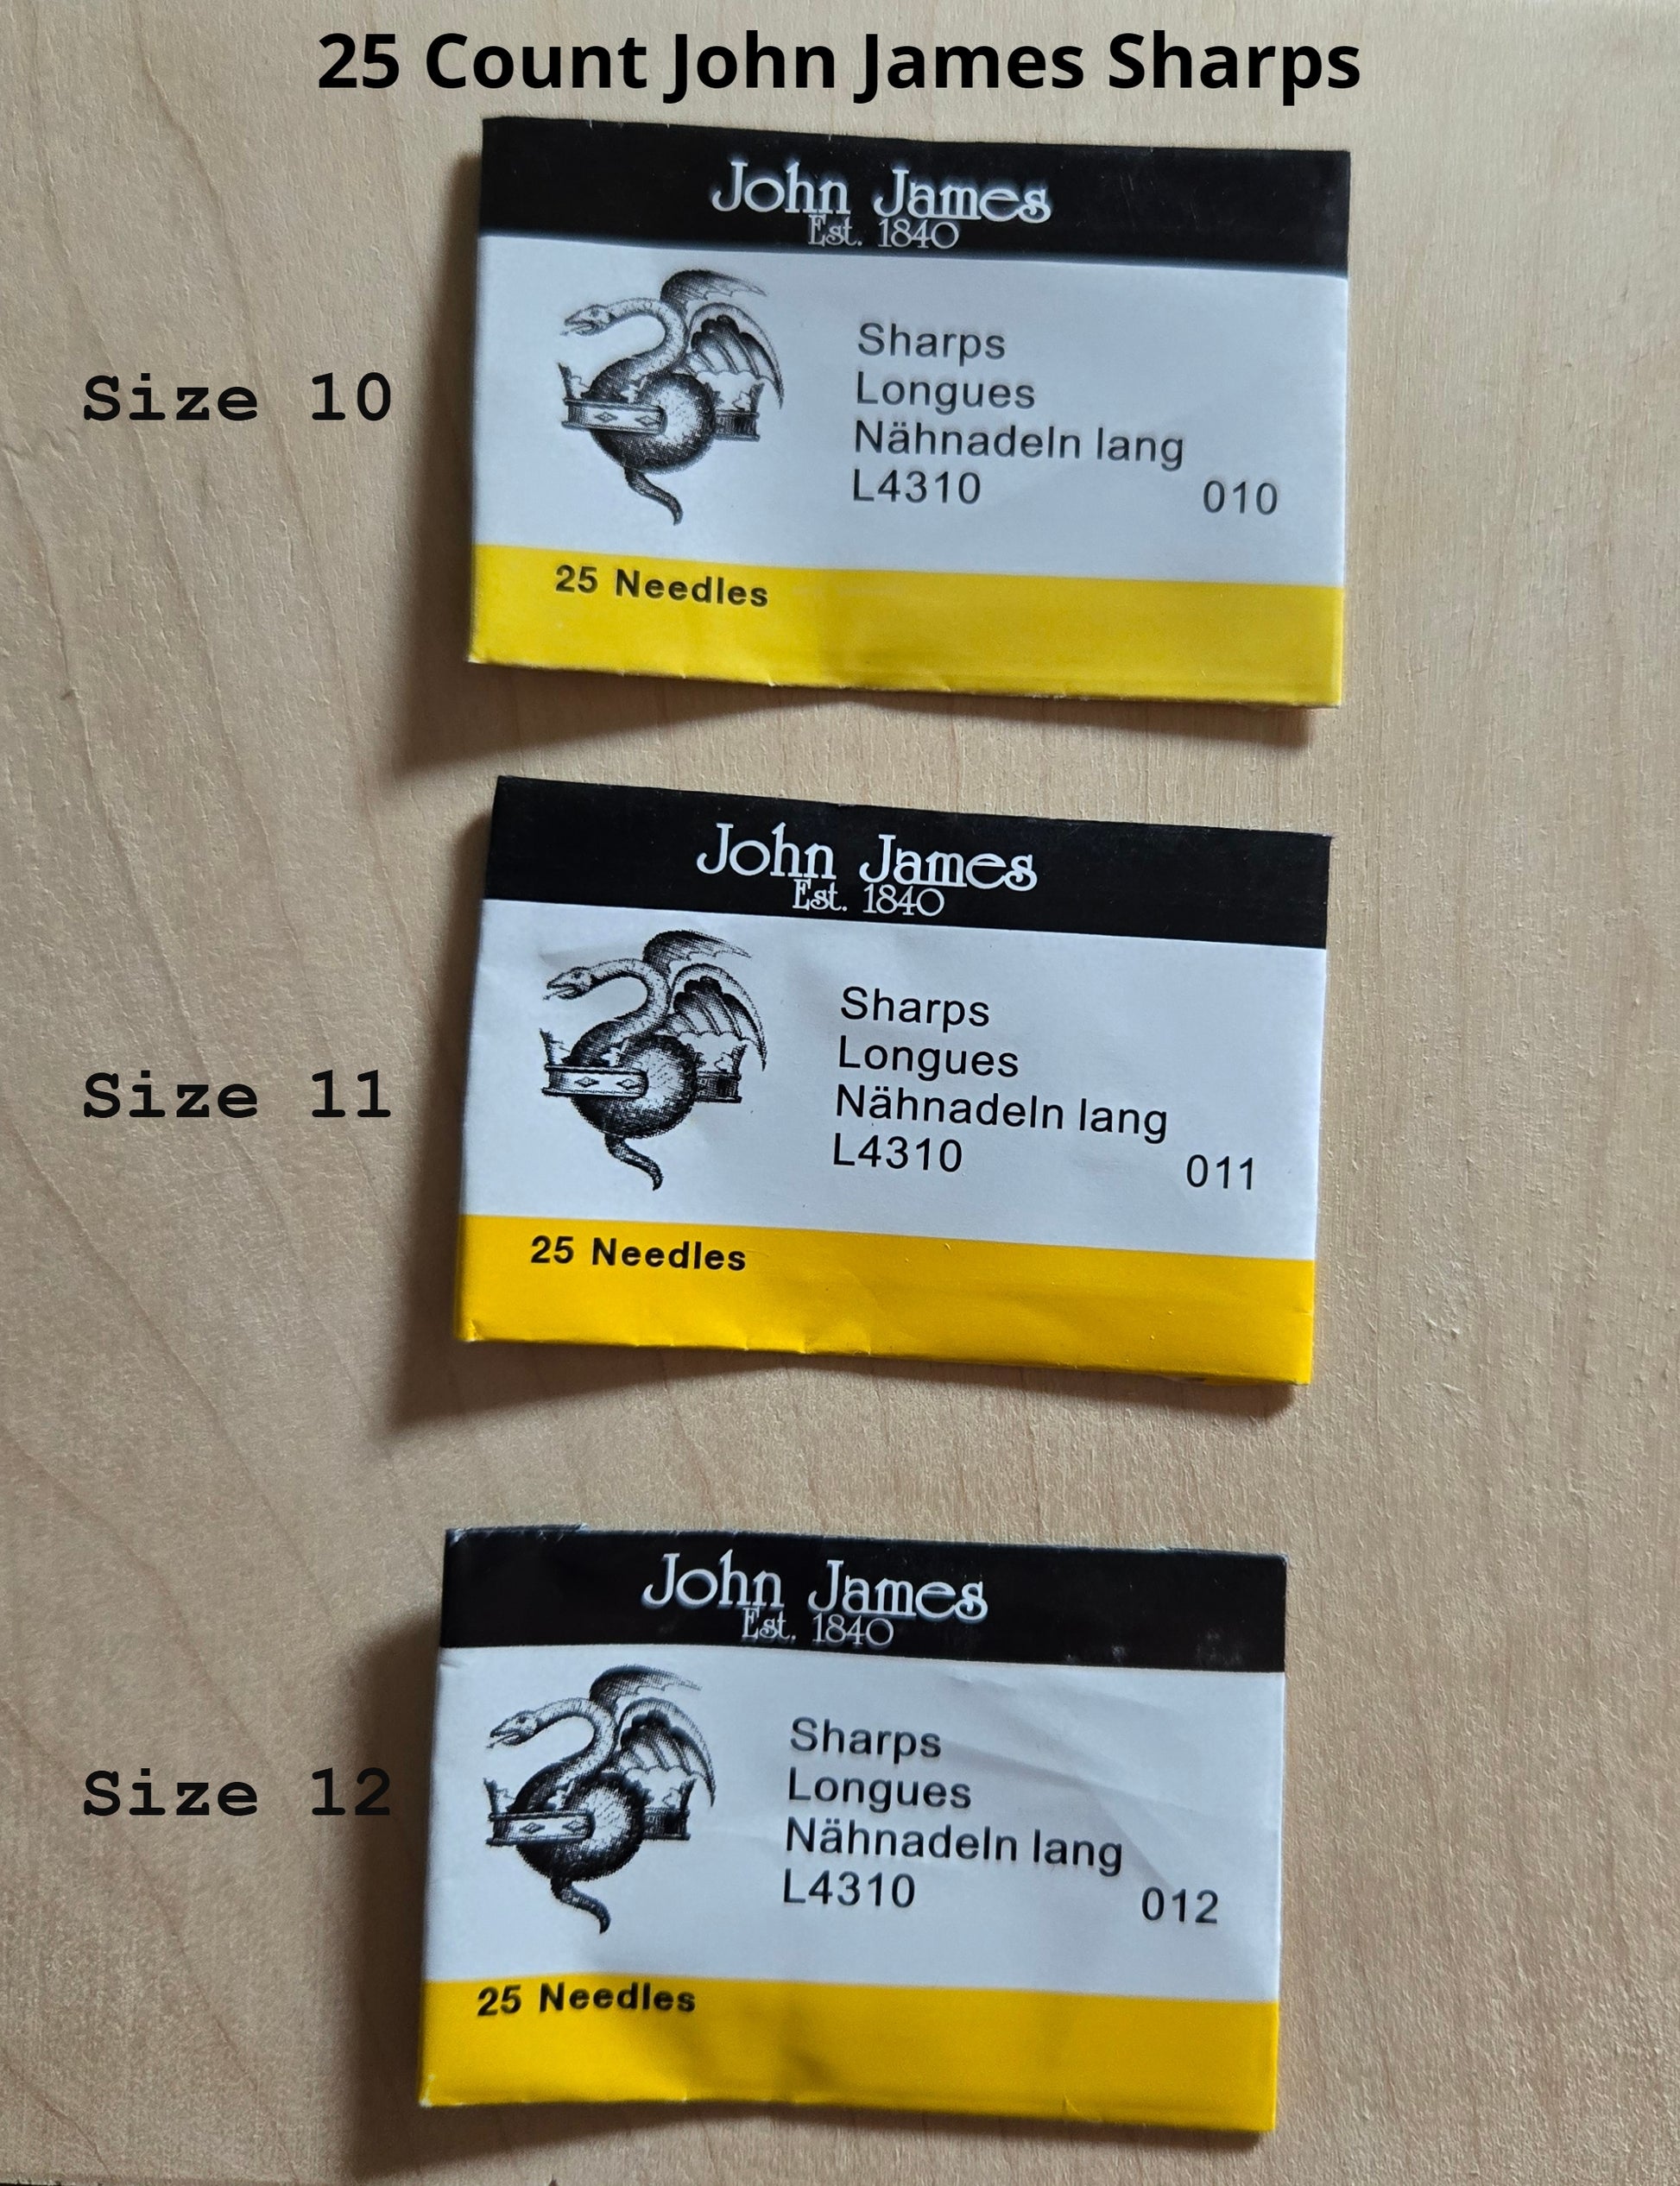 25 Count John James Sharps
John James
Est. 1840
Sharps
Longues
Nähnadeln lang
L4310 010
25 Needles
Size 10
John James
Est. 1840
Sharps
Longues
Nähnadeln lang
L4310 011
25 Needles
Size 11
John James
Est. 1840
Sharps
Longues
Nähnadeln lang
L4310 012
25 Needles
Size 12